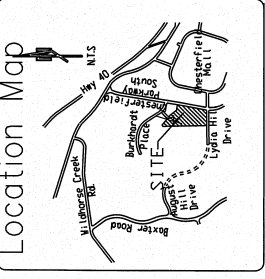 Location Map
N.T.S
Hwy 40
Wildhorse Creek
Rd.
Chesterfield
Parkway
South
Chesterfield
Mall
Burkhardt
Place
SITE
Lydia Hill
Drive
August
Hill
Drive
Baxter Road